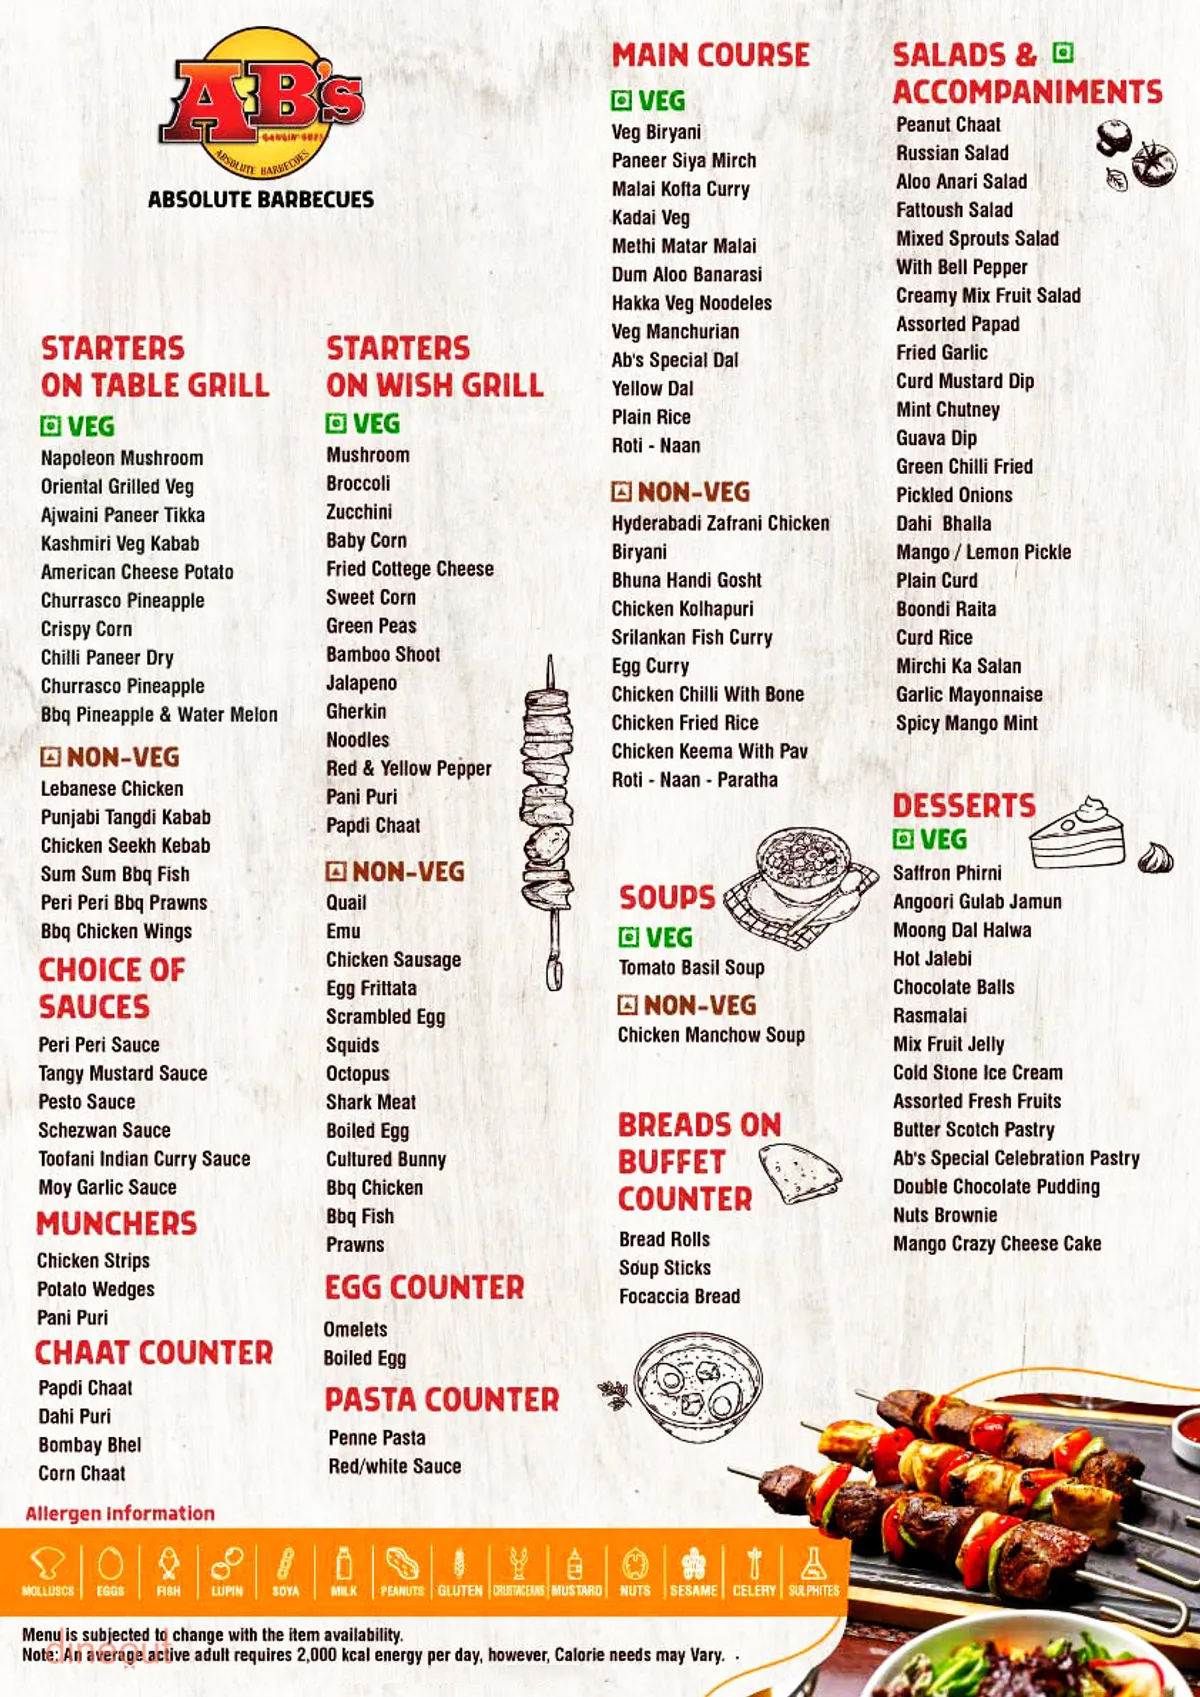 AB's
BANGIN' GUD!
ABSOLUTE BARBECUES
ABSOLUTE BARBECUES
STARTERS
ON TABLE GRILL
VEG
Napoleon Mushroom
Oriental Grilled Veg
Ajwaini Paneer Tikka
Kashmiri Veg Kabab
American Cheese Potato
Churrasco Pineapple
Crispy Corn
Chilli Paneer Dry
Churrasco Pineapple
Bbq Pineapple & Water Melon
NON-VEG
Lebanese Chicken
Punjabi Tangdi Kabab
Chicken Seekh Kebab
Sum Sum Bbq Fish
Peri Peri Bbq Prawns
Bbq Chicken Wings
CHOICE OF
SAUCES
Peri Peri Sauce
Tangy Mustard Sauce
Pesto Sauce
Schezwan Sauce
Toofani Indian Curry Sauce
Moy Garlic Sauce
MUNCHERS
Chicken Strips
Potato Wedges
Pani Puri
CHAAT COUNTER
Papdi Chaat
Dahi Puri
Bombay Bhel
Corn Chaat
STARTERS
ON WISH GRILL
VEG
Mushroom
Broccoli
Zucchini
Baby Corn
Fried Cottege Cheese
Sweet Corn
Green Peas
Bamboo Shoot
Jalapeno
Gherkin
Noodles
Red & Yellow Pepper
Pani Puri
Papdi Chaat
NON-VEG
Quail
Emu
Chicken Sausage
Egg Frittata
Scrambled Egg
Squids
Octopus
Shark Meat
Boiled Egg
Cultured Bunny
Bbq Chicken
Bbq Fish
Prawns
EGG COUNTER
Omelets
Boiled Egg
PASTA COUNTER
Penne Pasta
Red/white Sauce
MAIN COURSE
VEG
Veg Biryani
Paneer Siya Mirch
Malai Kofta Curry
Kadai Veg
Methi Matar Malai
Dum Aloo Banarasi
Hakka Veg Noodeles
Veg Manchurian
Ab's Special Dal
Yellow Dal
Plain Rice
Roti - Naan
NON-VEG
Hyderabadi Zafrani Chicken
Biryani
Bhuna Handi Gosht
Chicken Kolhapuri
Srilankan Fish Curry
Egg Curry
Chicken Chilli With Bone
Chicken Fried Rice
Chicken Keema With Pav
Roti - Naan - Paratha
SOUPS
VEG
Tomato Basil Soup
NON-VEG
Chicken Manchow Soup
BREADS ON
BUFFET
COUNTER
Bread Rolls
Soup Sticks
Focaccia Bread
SALADS &
ACCOMPANIMENTS
Peanut Chaat
Russian Salad
Aloo Anari Salad
Fattoush Salad
Mixed Sprouts Salad
With Bell Pepper
Creamy Mix Fruit Salad
Assorted Papad
Fried Garlic
Curd Mustard Dip
Mint Chutney
Guava Dip
Green Chilli Fried
Pickled Onions
Dahi Bhalla
Mango / Lemon Pickle
Plain Curd
Boondi Raita
Curd Rice
Mirchi Ka Salan
Garlic Mayonnaise
Spicy Mango Mint
DESSERTS
VEG
Saffron Phirni
Angoori Gulab Jamun
Moong Dal Halwa
Hot Jalebi
Chocolate Balls
Rasmalai
Mix Fruit Jelly
Cold Stone Ice Cream
Assorted Fresh Fruits
Butter Scotch Pastry
Ab's Special Celebration Pastry
Double Chocolate Pudding
Nuts Brownie
Mango Crazy Cheese Cake
Allergen Information
MOLLUSCS EGGS FISH LUPIN SOYA MILK PEANUTS GLUTEN CRUSTACEANS MUSTARD NUTS SESAME CELERY SULPHITES
Menu is subjected to change with the item availability.
Note: An average active adult requires 2,000 kcal energy per day, however, Calorie needs may Vary.
dineout